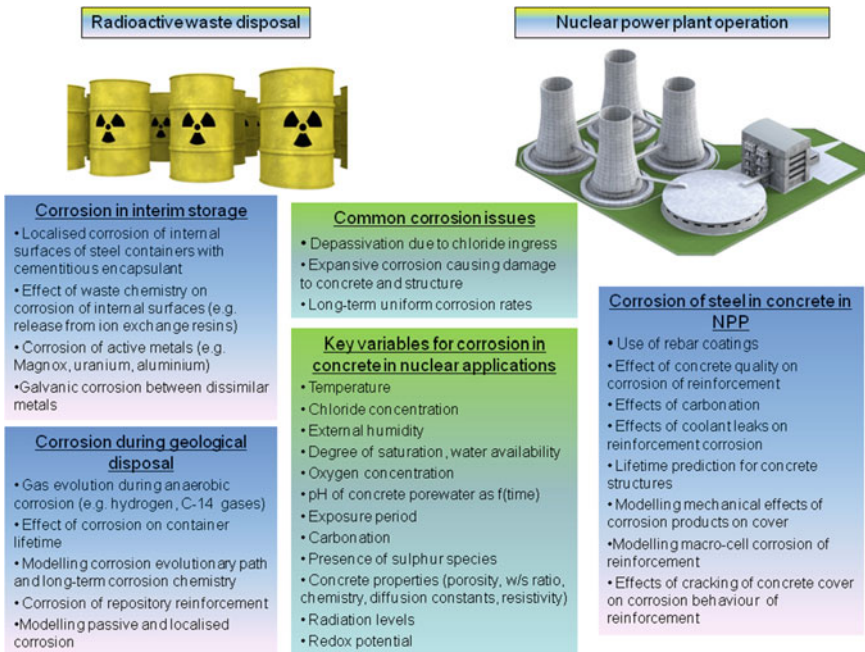 Radioactive waste disposal
Nuclear power plant operation
Corrosion in interim storage
• Localised corrosion of internal
surfaces of steel containers with
cementitious encapsulant
• Effect of waste chemistry on
corrosion of internal surfaces (e.g.
release from ion exchange resins)
• Corrosion of active metals (e.g.
Magnox, uranium, aluminium)
•Galvanic corrosion between dissimilar
metals
Corrosion during geological
disposal
• Gas evolution during anaerobic
corrosion (e.g. hydrogen, C-14 gases)
• Effect of corrosion on container
lifetime
• Modelling corrosion evolutionary path
and long-term corrosion chemistry
• Corrosion of repository reinforcement
•Modelling passive and localised
corrosion
Common corrosion issues
• Depassivation due to chloride ingress
• Expansive corrosion causing damage
to concrete and structure
• Long-term uniform corrosion rates
Key variables for corrosion in
concrete in nuclear applications
• Temperature
• Chloride concentration
• External humidity
• Degree of saturation, water availability
• Oxygen concentration
• pH of concrete porewater as f(time)
• Exposure period
• Carbonation
• Presence of sulphur species
• Concrete properties (porosity, w/s ratio,
chemistry, diffusion constants, resistivity)
• Radiation levels
• Redox potential
Corrosion of steel in concrete in
NPP
• Use of rebar coatings
• Effect of concrete quality on
corrosion of reinforcement
• Effects of carbonation
• Effects of coolant leaks on
reinforcement corrosion
• Lifetime prediction for concrete
structures
• Modelling mechanical effects of
corrosion products on cover
•Modelling macro-cell corrosion of
reinforcement
• Effects of cracking of concrete cover
on corrosion behaviour of
reinforcement